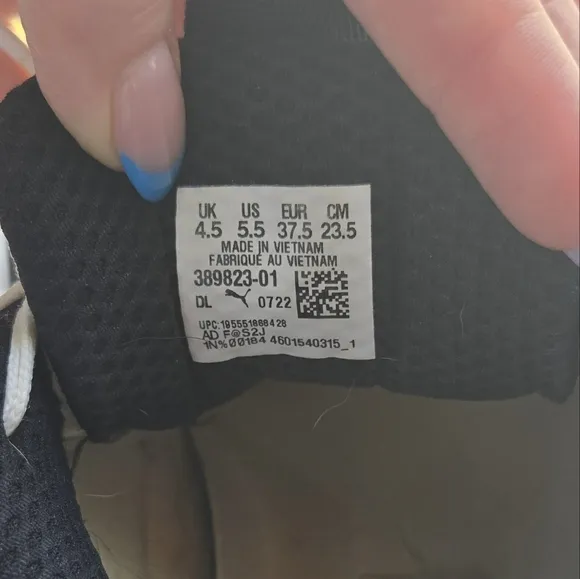 UK US EUR CM
4.5 5.5 37.5 23.5
MADE IN VIETNAM
FABRIQUÉ AU VIETNAM
389823-01
DL 0722
UPC:195551868428
AD F@S2J
1N%00184 4601540315_1